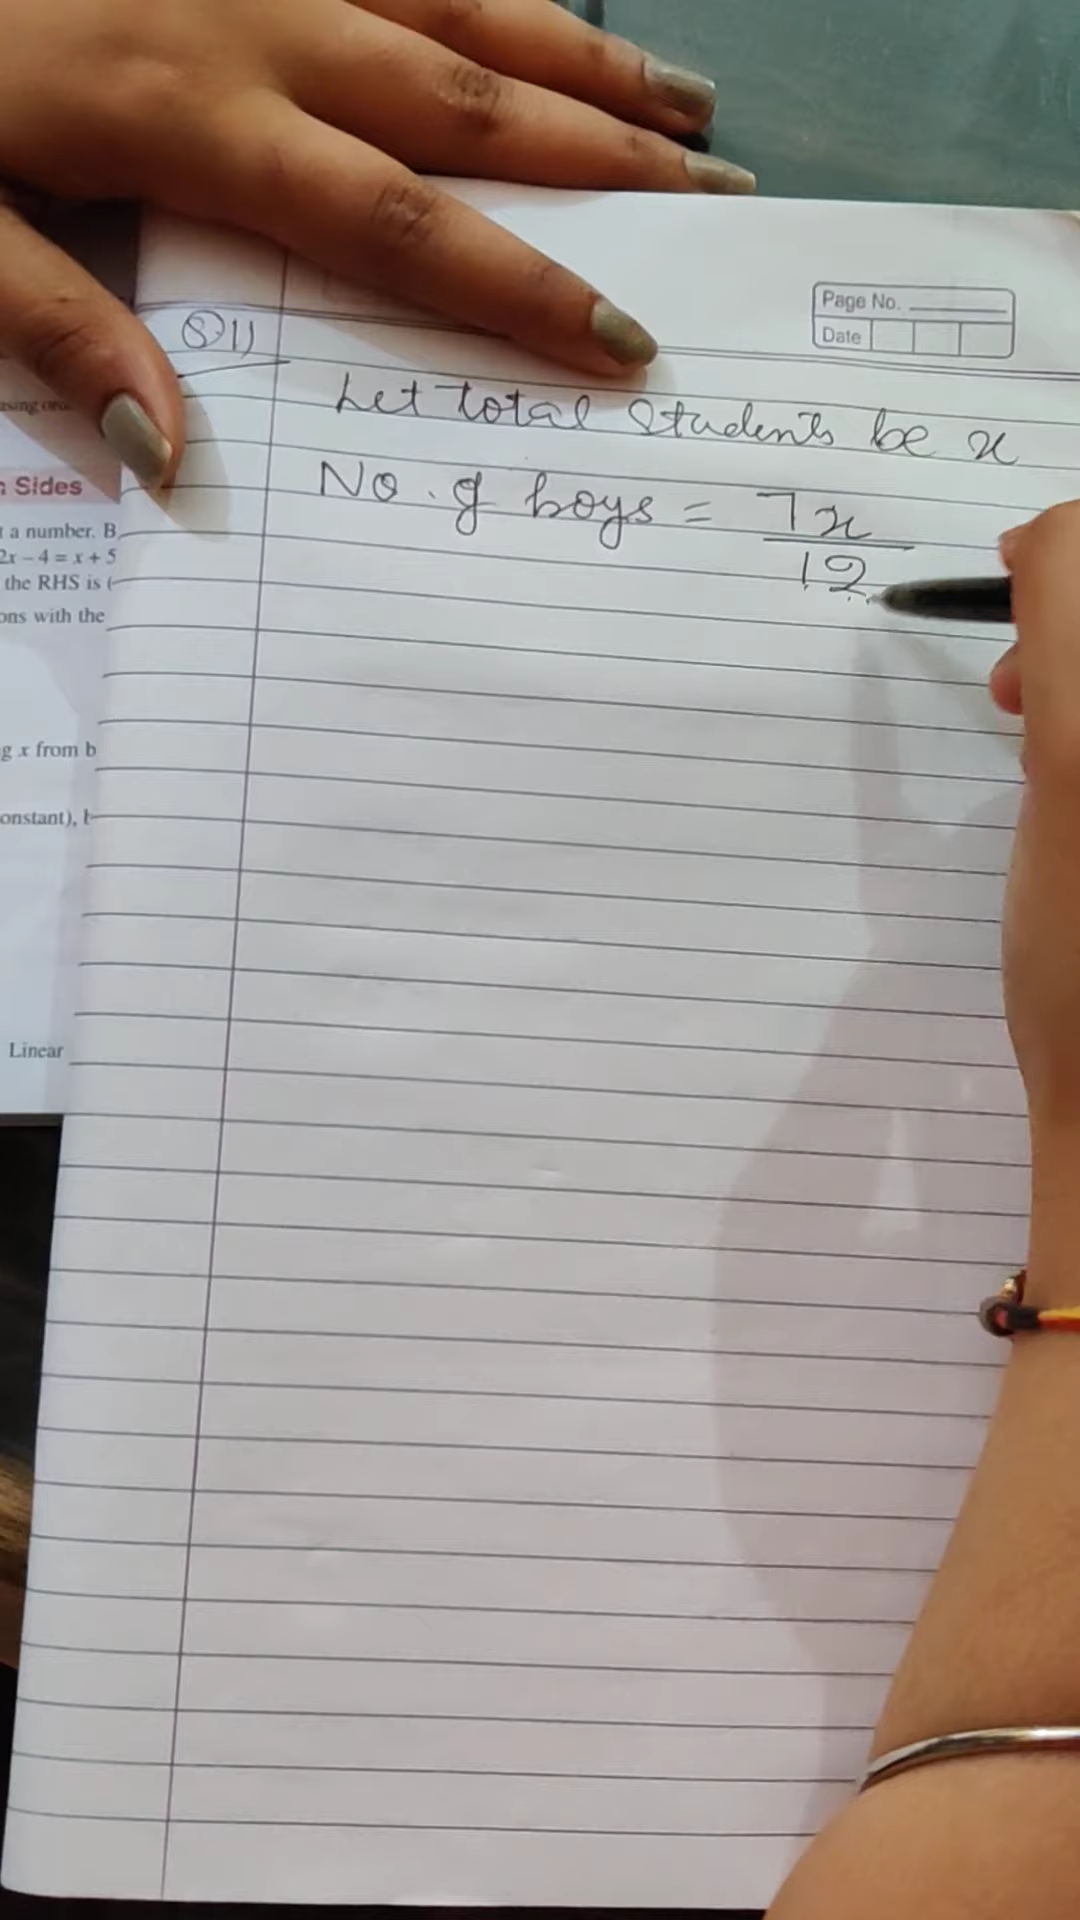 Page No.
Date
Q.1)
Let total students be x
No. of boys = 7x
12
Sides
a number. B
2x – 4 = x + 5
the RHS is (
ons with the
g x from b
onstant), b
Linear